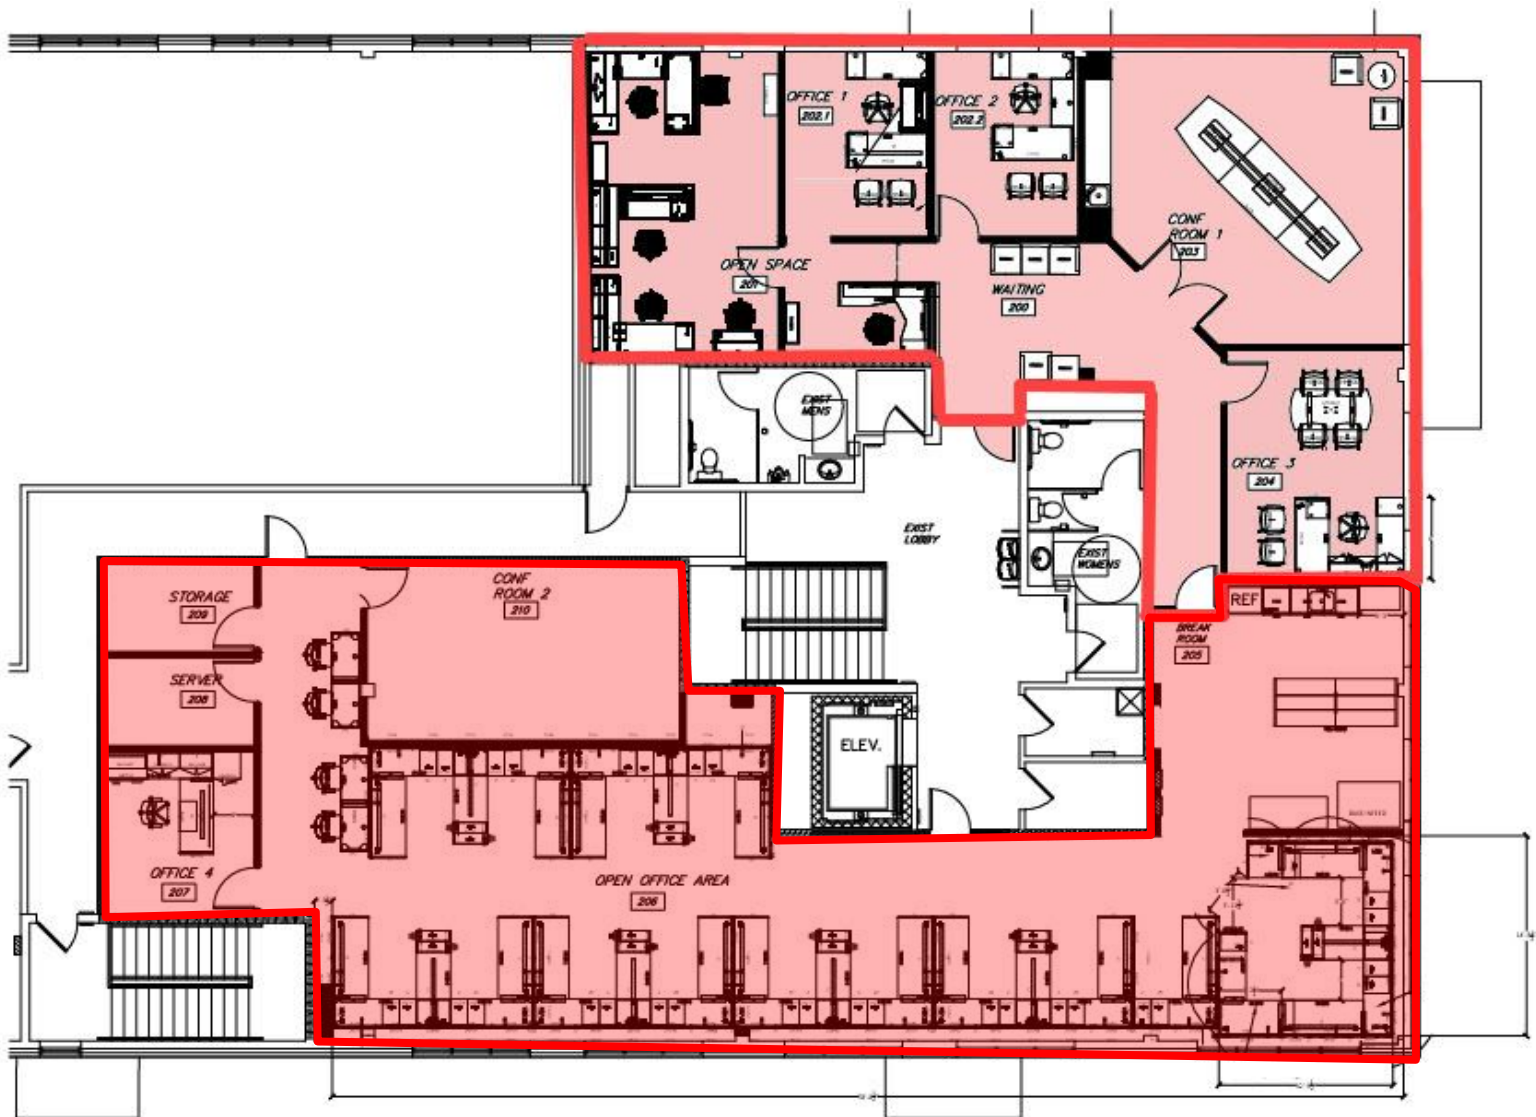 OFFICE 1
202.1
OFFICE 2
202.2
CONF
ROOM 1
203
OPEN SPACE
201
WAITING
200
EXIST
MENS
OFFICE 3
204
EXIST
LOBBY
EXIST
WOMENS
STORAGE
209
CONF
ROOM 2
210
REF
BREAK
ROOM
205
SERVER
208
ELEV.
OFFICE 4
207
OPEN OFFICE AREA
206